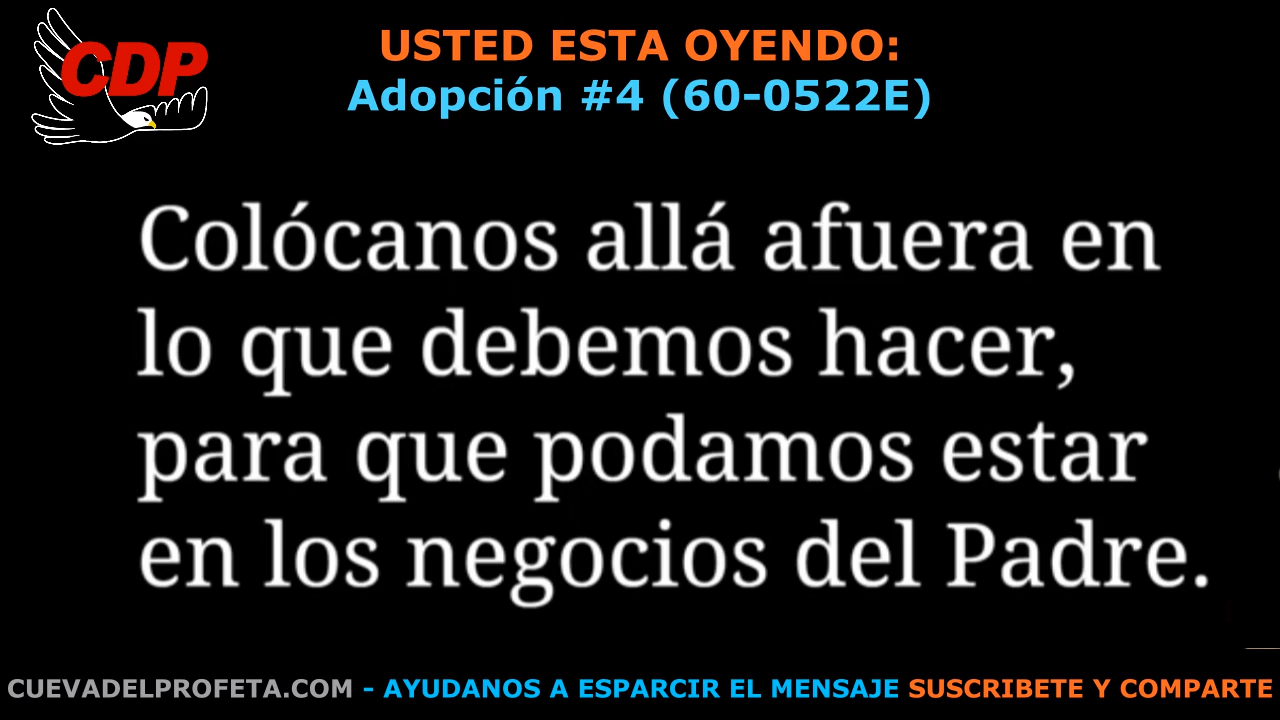 CDP
USTED ESTA OYENDO:
Adopción #4 (60-0522E)
Colócanos allá afuera en
lo que debemos hacer,
para que podamos estar
en los negocios del Padre.
CUEVADELPROFETA.COM - AYUDANOS A ESPARCIR EL MENSAJE SUSCRIBETE Y COMPARTE